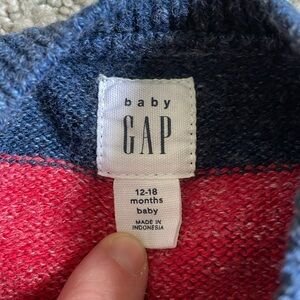 baby
GAP
12-18
months
baby
MADE IN
INDONESIA